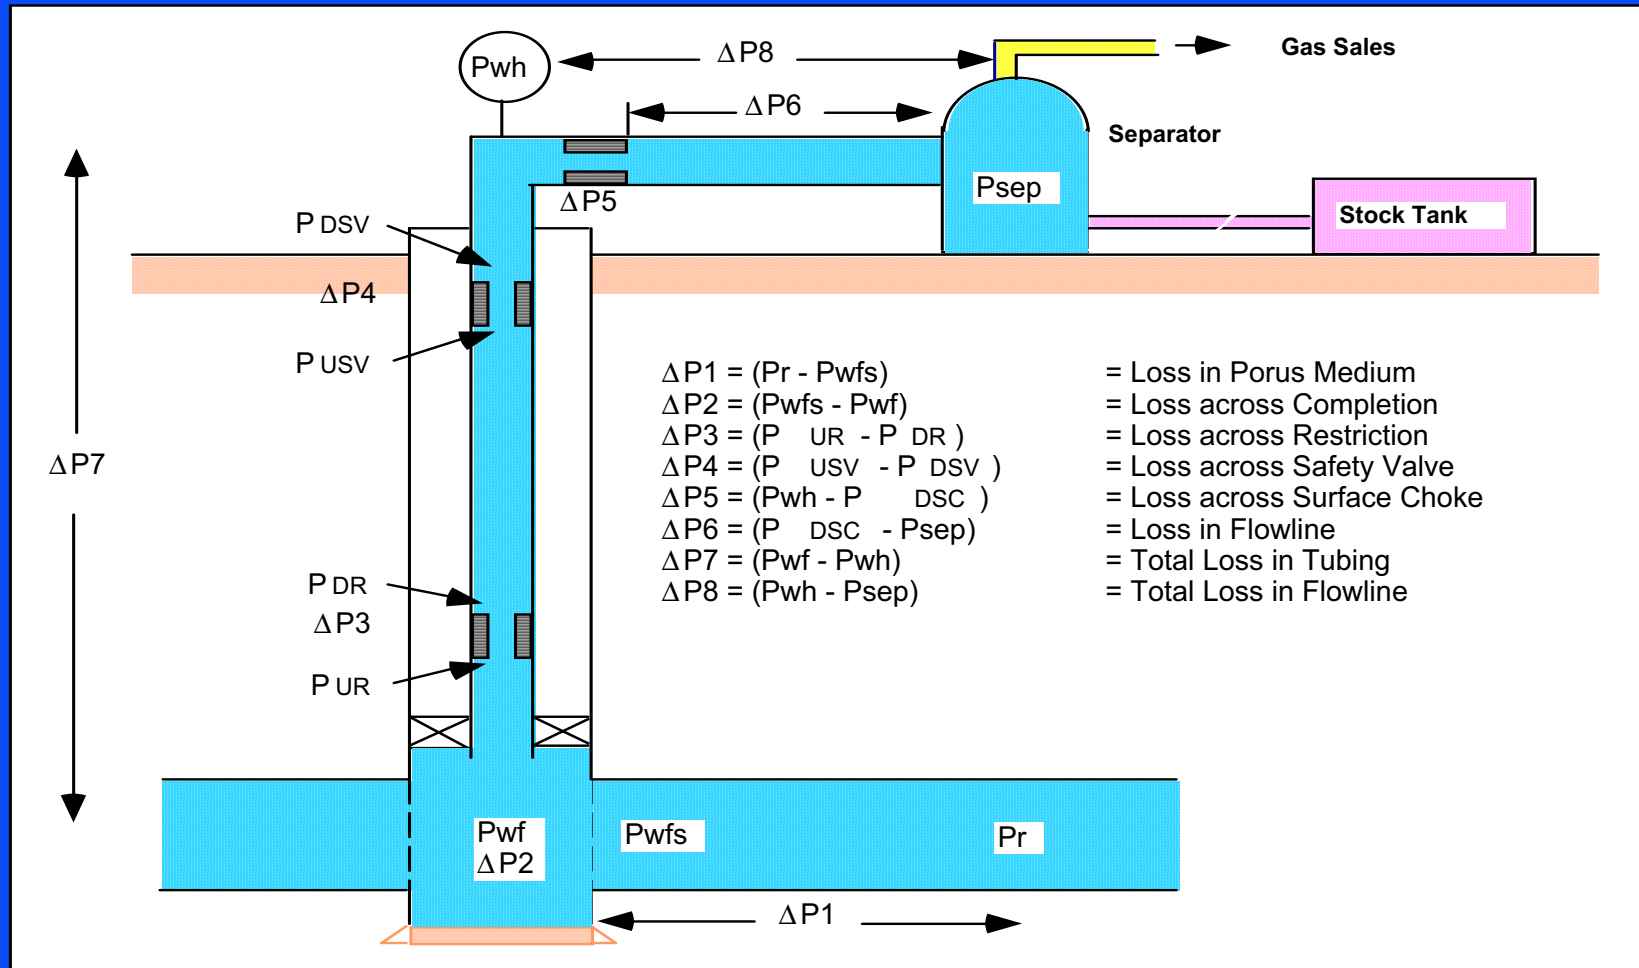 Pwh
ΔP8
Gas Sales
ΔP6
Separator
Psep
ΔP5
Stock Tank
P DSV
ΔP4
P USV
ΔP1 = (Pr - Pwfs) = Loss in Porus Medium
ΔP2 = (Pwfs - Pwf) = Loss across Completion
ΔP3 = (P UR - P DR ) = Loss across Restriction
ΔP4 = (P USV - P DSV ) = Loss across Safety Valve
ΔP5 = (Pwh - P DSC ) = Loss across Surface Choke
ΔP6 = (P DSC - Psep) = Loss in Flowline
ΔP7 = (Pwf - Pwh) = Total Loss in Tubing
ΔP8 = (Pwh - Psep) = Total Loss in Flowline
ΔP7
P DR
ΔP3
P UR
Pwf
ΔP2
Pwfs
Pr
ΔP1